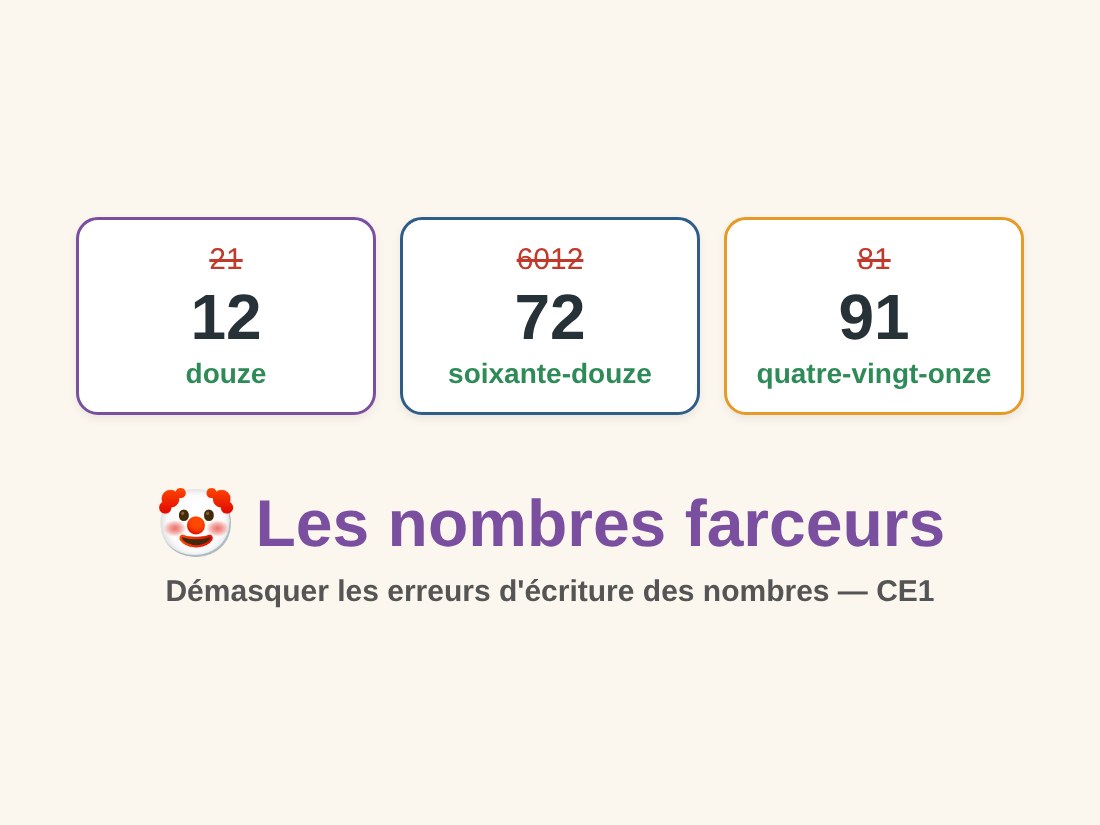 21 6012 81
12 72 91
douze soixante-douze quatre-vingt-onze
Les nombres farceurs
Démasquer les erreurs d'écriture des nombres — CE1